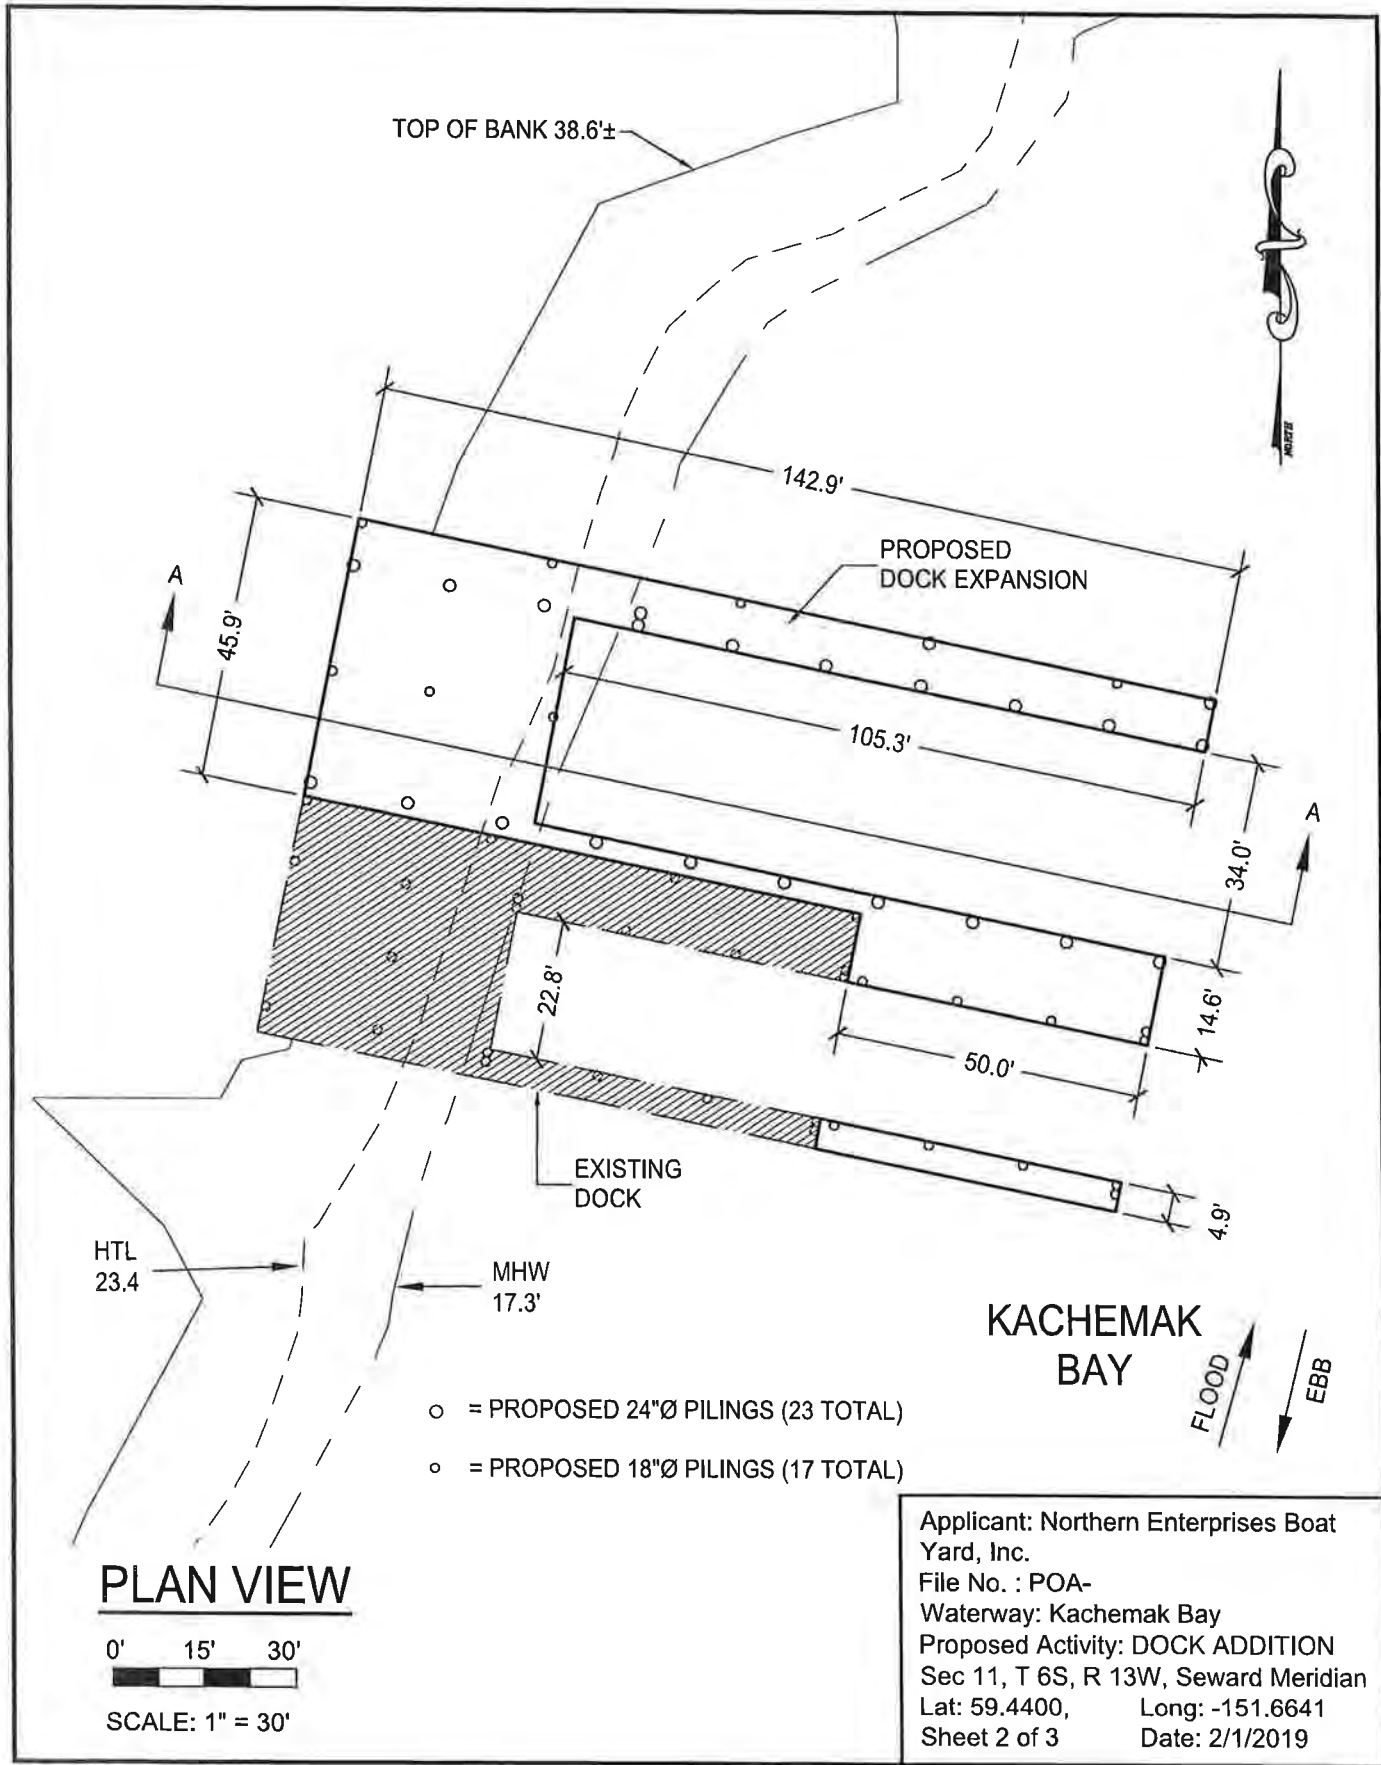 TOP OF BANK 38.6'±
NORTH
142.9'
PROPOSED
DOCK EXPANSION
A
45.9'
105.3'
A
34.0'
22.8'
14.6'
50.0'
EXISTING
DOCK
4.9'
HTL
23.4
MHW
17.3'
KACHEMAK
BAY
FLOOD
EBB
= PROPOSED 24"Ø PILINGS (23 TOTAL)
= PROPOSED 18"Ø PILINGS (17 TOTAL)
PLAN VIEW
0' 15' 30'
SCALE: 1" = 30'
Applicant: Northern Enterprises Boat
Yard, Inc.
File No. : POA-
Waterway: Kachemak Bay
Proposed Activity: DOCK ADDITION
Sec 11, T 6S, R 13W, Seward Meridian
Lat: 59.4400, Long: -151.6641
Sheet 2 of 3 Date: 2/1/2019